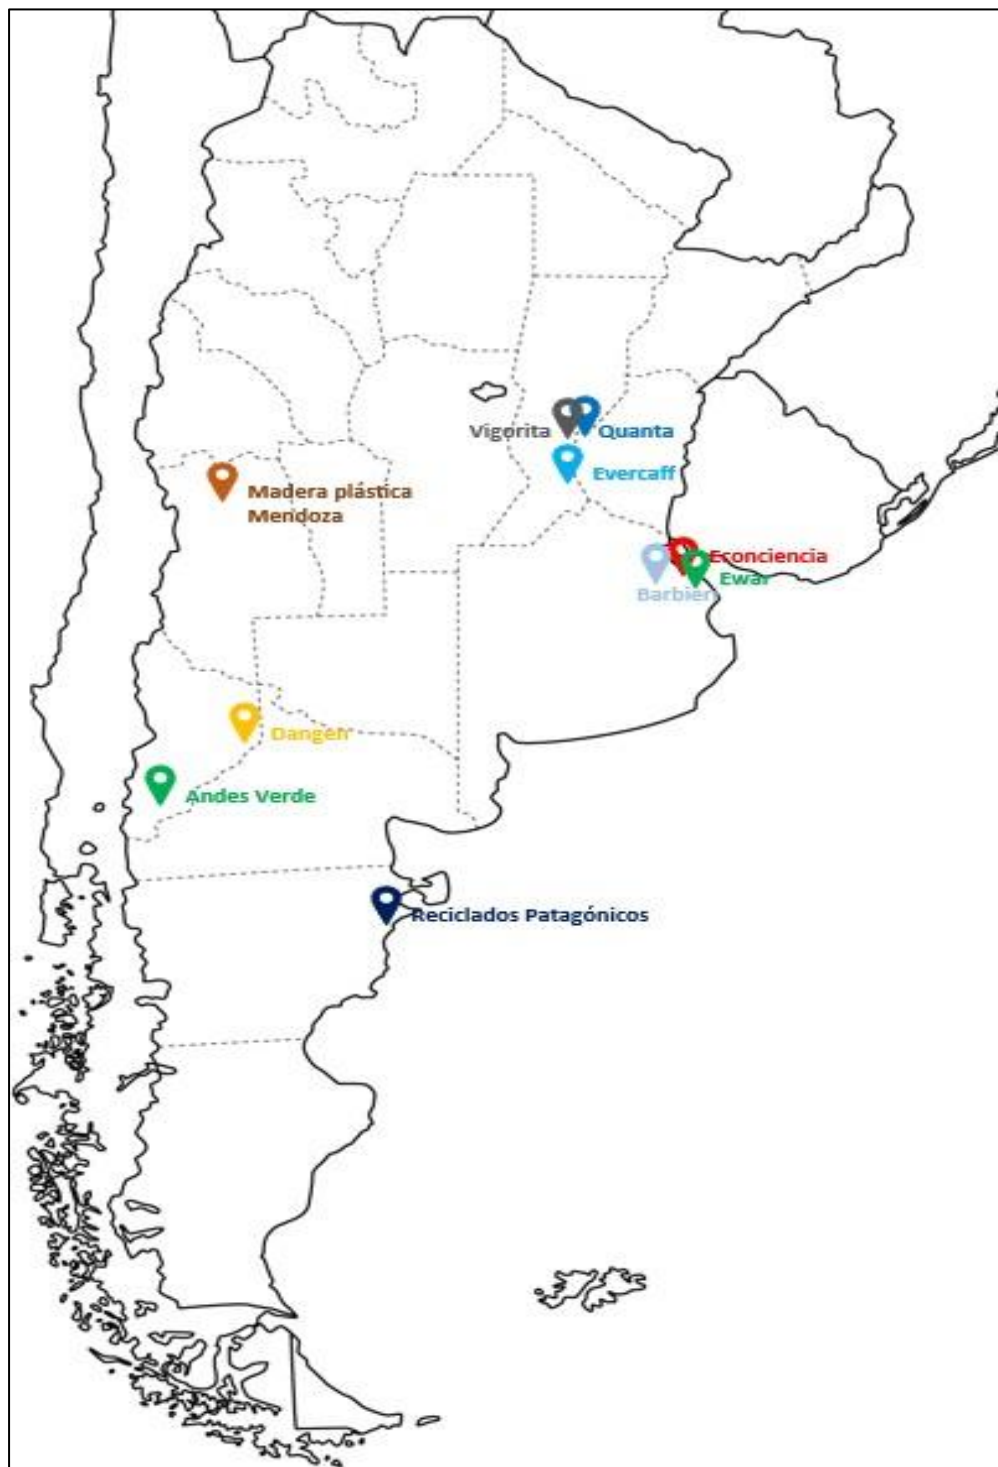 Vigorita
Quanta
Evercaff
Madera plástica
Mendoza
Econciencia
Ewar
Barbieri
Dangen
Andes Verde
Reciclados Patagónicos